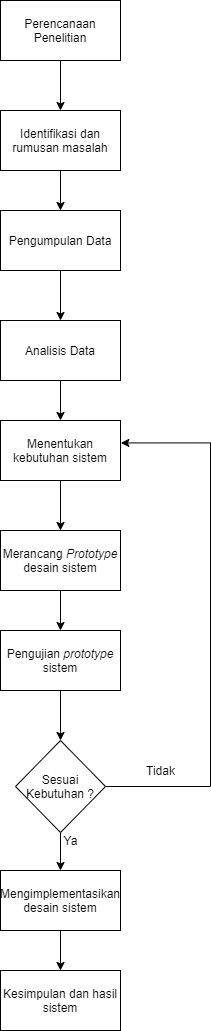 Perencanaan
Penelitian
Identifikasi dan
rumusan masalah
Pengumpulan Data
Analisis Data
Menentukan
kebutuhan sistem
Merancang Prototype
desain sistem
Pengujian prototype
sistem
Sesuai
Kebutuhan ?
Tidak
Ya
Mengimplementasikan
desain sistem
Kesimpulan dan hasil
sistem